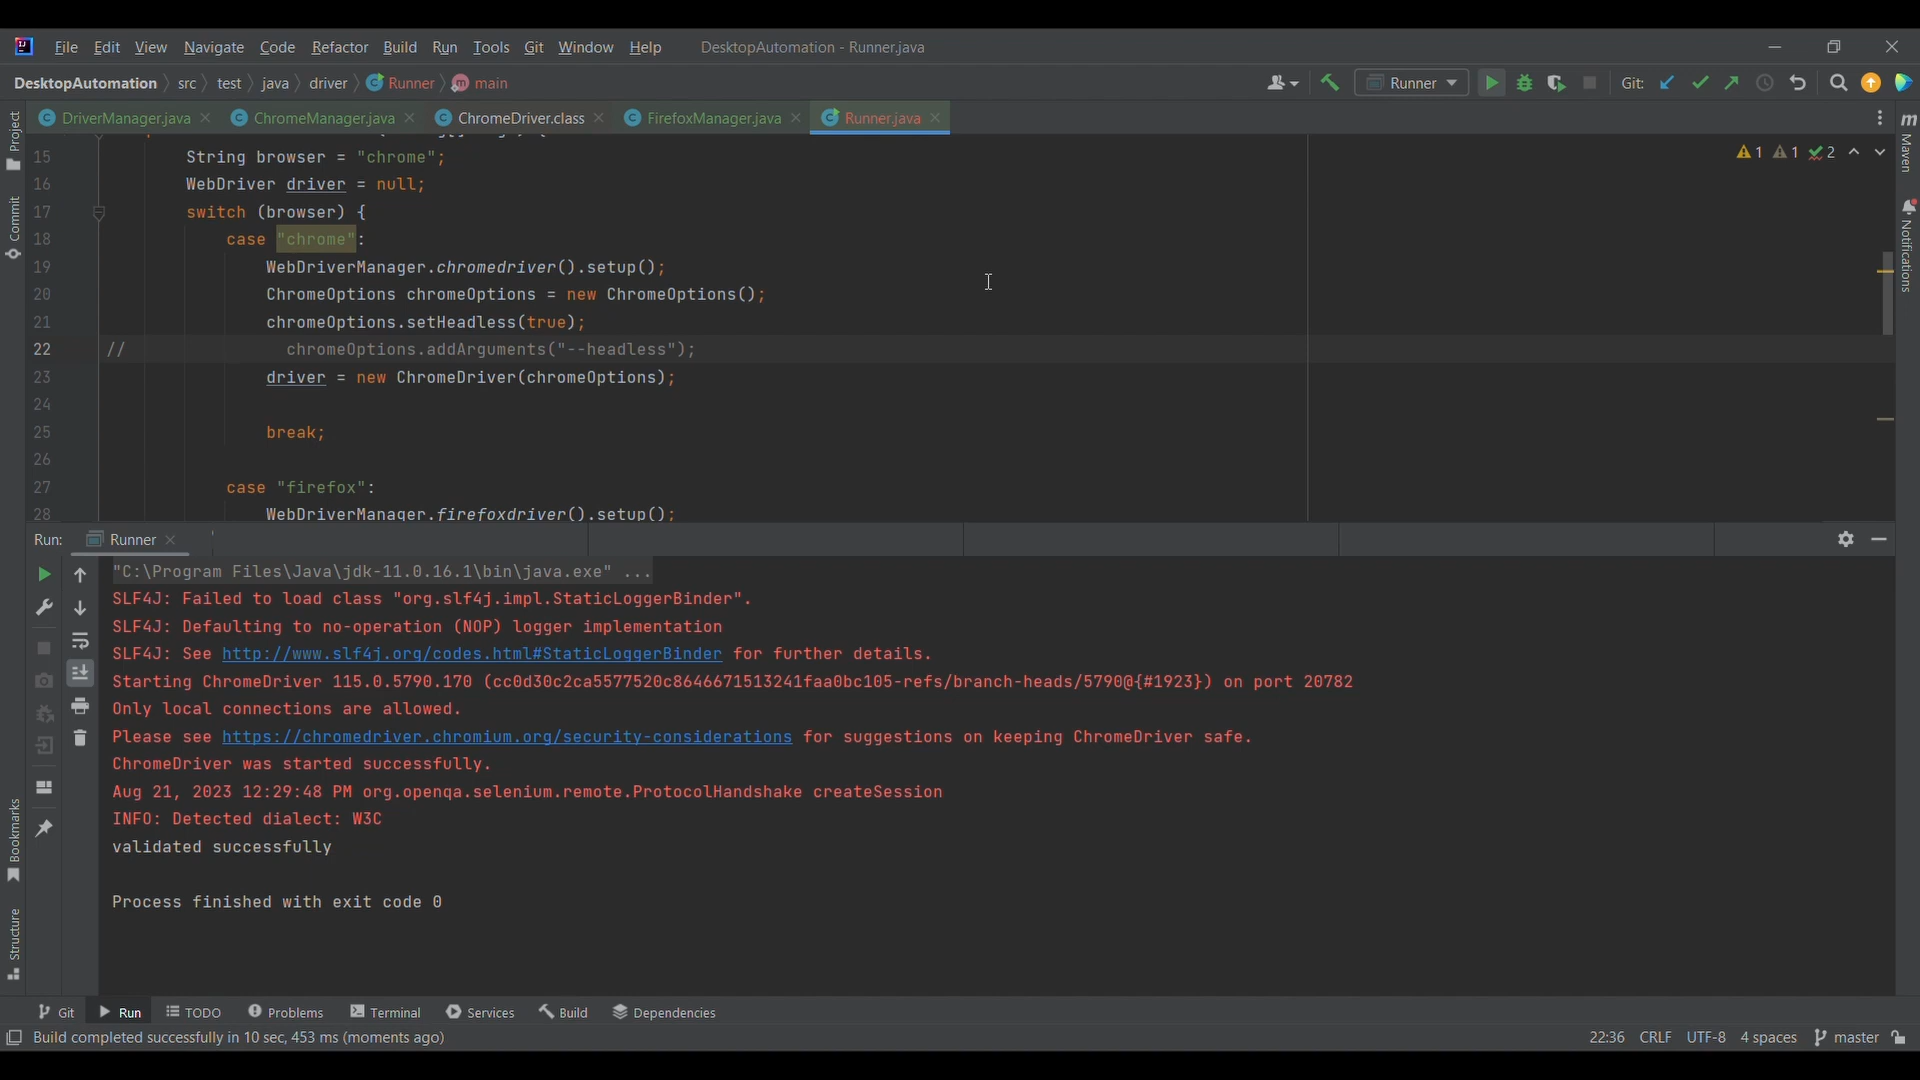 File Edit View Navigate Code Refactor Build Run Tools Git Window Help DesktopAutomation - Runner.java
DesktopAutomation src test java driver Runner main Runner Git:
DriverManager.java ChromeManager.java ChromeDriver.class FirefoxManager.java Runner.java
Project
Commit
Bookmarks
Structure
Maven
Notifications
1 1 2
15 String browser = "chrome";
16 WebDriver driver = null;
17 switch (browser) {
18 case "chrome":
19 WebDriverManager.chromedriver().setup();
20 ChromeOptions chromeOptions = new ChromeOptions();
21 chromeOptions.setHeadless(true);
22 // chromeOptions.addArguments("--headless");
23 driver = new ChromeDriver(chromeOptions);
24
25 break;
26
27 case "firefox":
28 WebDriverManager.firefoxdriver().setup();
Run: Runner
"C:\Program Files\Java\jdk-11.0.16.1\bin\java.exe" ...
SLF4J: Failed to load class "org.slf4j.impl.StaticLoggerBinder".
SLF4J: Defaulting to no-operation (NOP) logger implementation
SLF4J: See http://www.slf4j.org/codes.html#StaticLoggerBinder for further details.
Starting ChromeDriver 115.0.5790.170 (cc0d30c2ca5577520c8646671513241faa0bc105-refs/branch-heads/5790@{#1923}) on port 20782
Only local connections are allowed.
Please see https://chromedriver.chromium.org/security-considerations for suggestions on keeping ChromeDriver safe.
ChromeDriver was started successfully.
Aug 21, 2023 12:29:48 PM org.openqa.selenium.remote.ProtocolHandshake createSession
INFO: Detected dialect: W3C
validated successfully
Process finished with exit code 0
Git Run TODO Problems Terminal Services Build Dependencies
Build completed successfully in 10 sec, 453 ms (moments ago) 22:36 CRLF UTF-8 4 spaces master